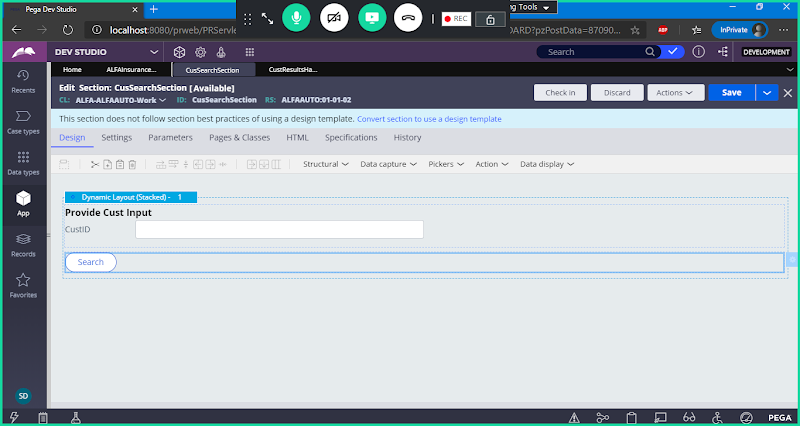 Pega Dev Studio
ng Tools
REC
localhost:8080/prweb/PRServle
DARD?pzPostData=87090...
ABP
InPrivate
DEV STUDIO
Search
DEVELOPMENT
Recents
Case types
Data types
App
Records
Favorites
SD
Home
ALFAInsurance...
CusSearchSection
CustResultsHa...
Edit Section: CusSearchSection [Available]
CL: ALFA-ALFAAUTO-Work ID: CusSearchSection RS: ALFAAUTO:01-01-02
Check in
Discard
Actions
Save
This section does not follow section best practices of using a design template. Convert section to use a design template
Design Settings Parameters Pages & Classes HTML Specifications History
Structural Data capture Pickers Action Data display
Dynamic Layout (Stacked) - 1
Provide Cust Input
CustID
Search
PEGA